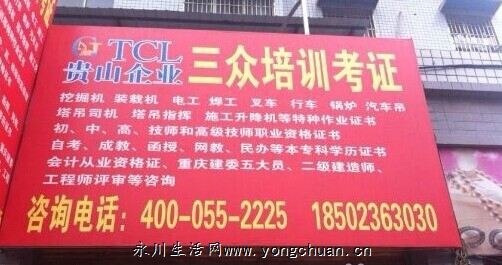 TCL
贵山企业 三众培训考证
挖掘机 装载机 电工 焊工 叉车 行车 锅炉 汽车吊
塔吊司机 塔吊指挥 施工升降机等特种作业证书
初、中、高、技师和高级技师职业资格证书
自考、成教、函授、网教、民办等本专科学历证书
会计从业资格证、重庆建委五大员、二级建造师、
工程师评审等咨询
咨询电话：400-055-2225 18502363030
永川生活网www.yongchuan.cn